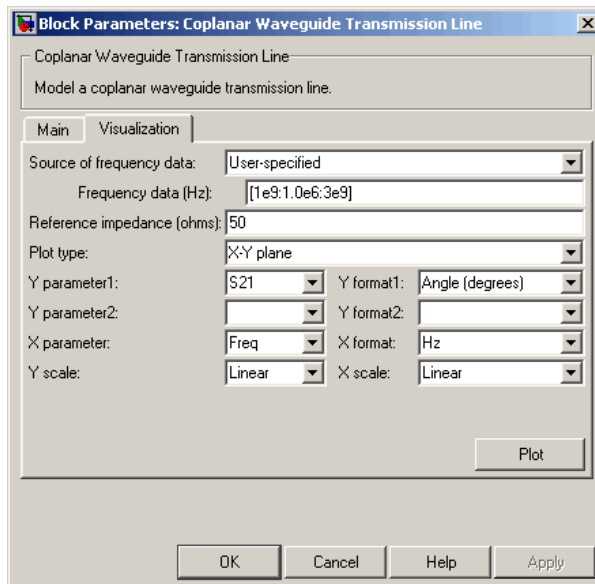 Block Parameters: Coplanar Waveguide Transmission Line
Coplanar Waveguide Transmission Line
Model a coplanar waveguide transmission line.
Main Visualization
Source of frequency data: User-specified
Frequency data (Hz): [1e9:1.0e6:3e9]
Reference impedance (ohms): 50
Plot type: X-Y plane
Y parameter1: S21 Y format1: Angle (degrees)
Y parameter2: Y format2:
X parameter: Freq X format: Hz
Y scale: Linear X scale: Linear
Plot
OK Cancel Help Apply